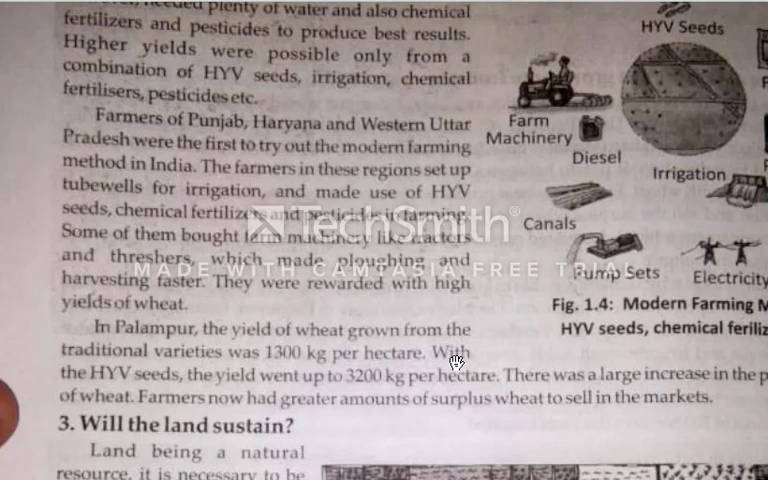 needed plenty of water and also chemical
fertilizers and pesticides to produce best results.
Higher yields were possible only from a
combination of HYV seeds, irrigation, chemical
fertilisers, pesticides etc.
Farmers of Punjab, Haryana and Western Uttar
Pradesh were the first to try out the modern farming
method in India. The farmers in these regions set up
tubewells for irrigation, and made use of HYV
seeds, chemical fertilizers and pesticides in farming.
Some of them bought farm machinery like tractors
and threshers, which made ploughing and
harvesting faster. They were rewarded with high
yields of wheat.
In Palampur, the yield of wheat grown from the
traditional varieties was 1300 kg per hectare. With
the HYV seeds, the yield went up to 3200 kg per hectare. There was a large increase in the
of wheat. Farmers now had greater amounts of surplus wheat to sell in the markets.
3. Will the land sustain?
Land being a natural
resource, it is necessary to be
HYV Seeds
Farm
Machinery
Diesel
Irrigation
Canals
Pump Sets
Electricity
Fig. 1.4: Modern Farming
HYV seeds, chemical
TechSmith®
MADE WITH CAMTASIA FREE TRIAL